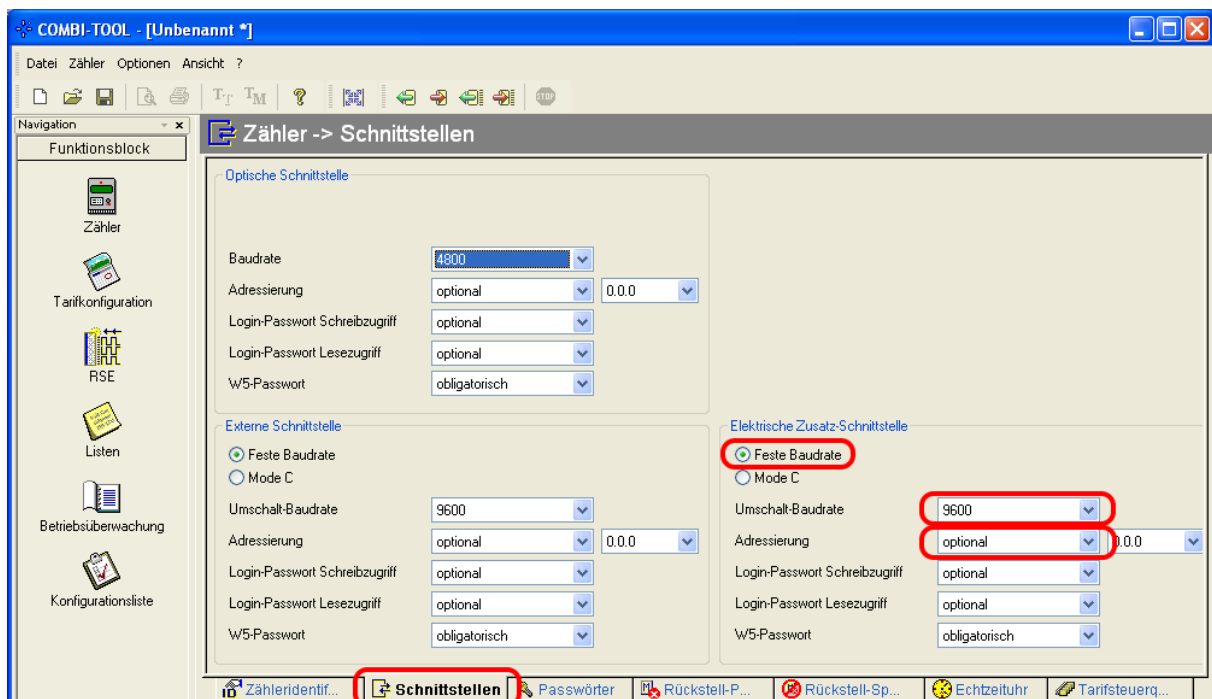 COMBI-TOOL - [Unbenannt *]
Datei Zähler Optionen Ansicht ?
TT TM ? STOP
Navigation
Funktionsblock
Zähler
Tarifkonfiguration
RSE
Listen
Betriebsüberwachung
Konfigurationsliste
Zähler -> Schnittstellen
Optische Schnittstelle
Baudrate 4800
Adressierung optional 0.0.0
Login-Passwort Schreibzugriff optional
Login-Passwort Lesezugriff optional
W5-Passwort obligatorisch
Externe Schnittstelle
Feste Baudrate
Mode C
Umschalt-Baudrate 9600
Adressierung optional 0.0.0
Login-Passwort Schreibzugriff optional
Login-Passwort Lesezugriff optional
W5-Passwort obligatorisch
Elektrische Zusatz-Schnittstelle
Feste Baudrate
Mode C
Umschalt-Baudrate 9600
Adressierung optional 0.0.0
Login-Passwort Schreibzugriff optional
Login-Passwort Lesezugriff optional
W5-Passwort obligatorisch
ID Zähleridentif... Schnittstellen Passwörter Rückstell-P... Rückstell-Sp... Echtzeituhr Tarifsteuerq...